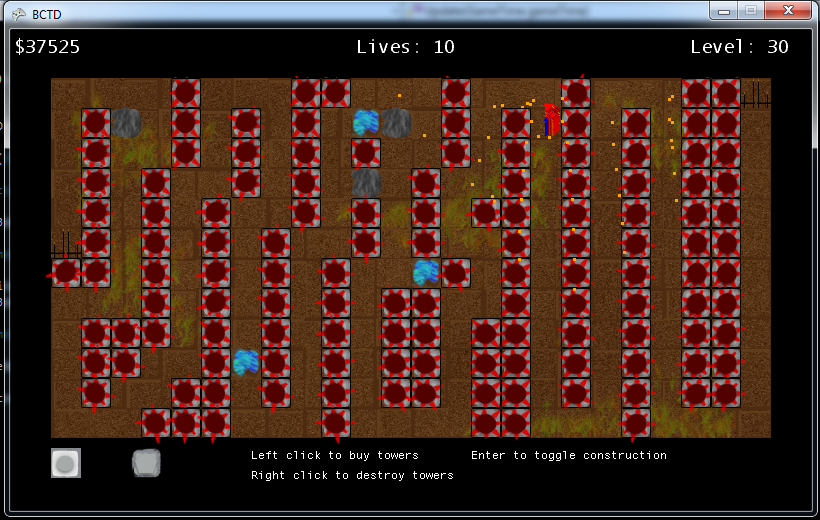 BCTD
$37525
Lives: 10
Level: 30
Left click to buy towers
Enter to toggle construction
Right click to destroy towers